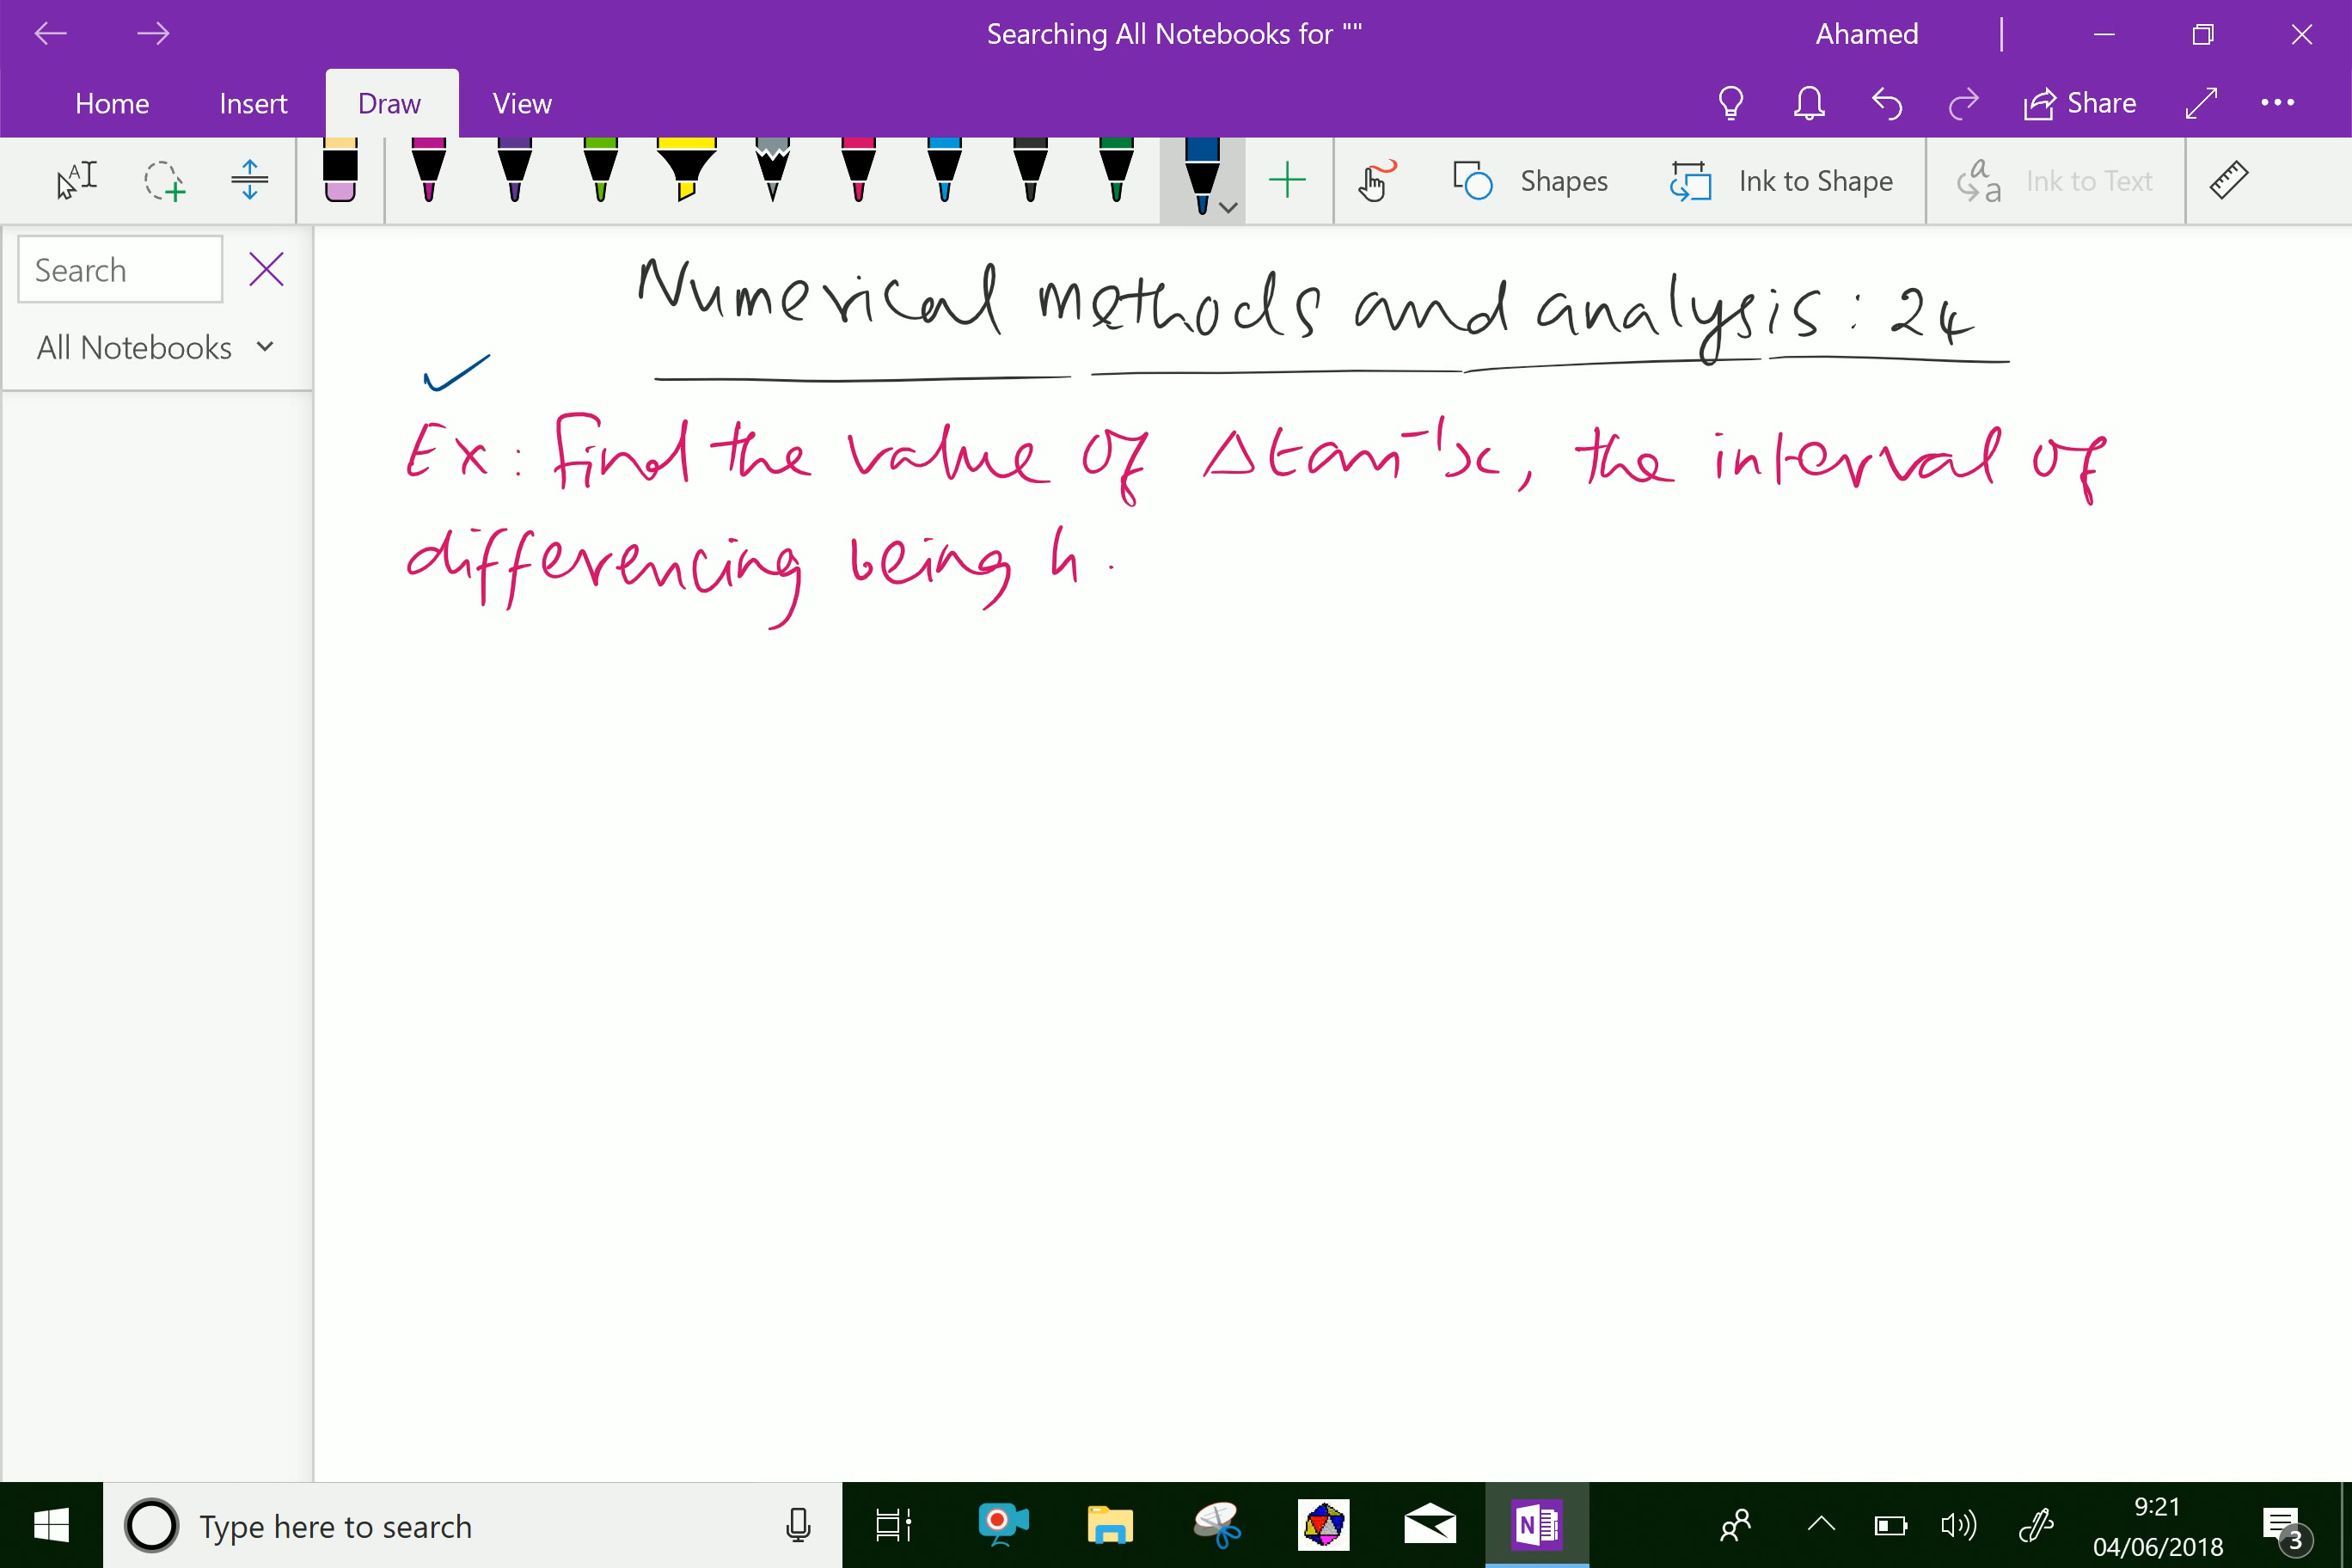 Searching All Notebooks for ""
Ahamed
Home Insert Draw View
Share
Shapes Ink to Shape Ink to Text
Search
All Notebooks
Numerical methods and analysis: 24
Ex: Find the value of Δtan⁻¹x, the interval of
differencing being h.
Type here to search
9:21
04/06/2018
3